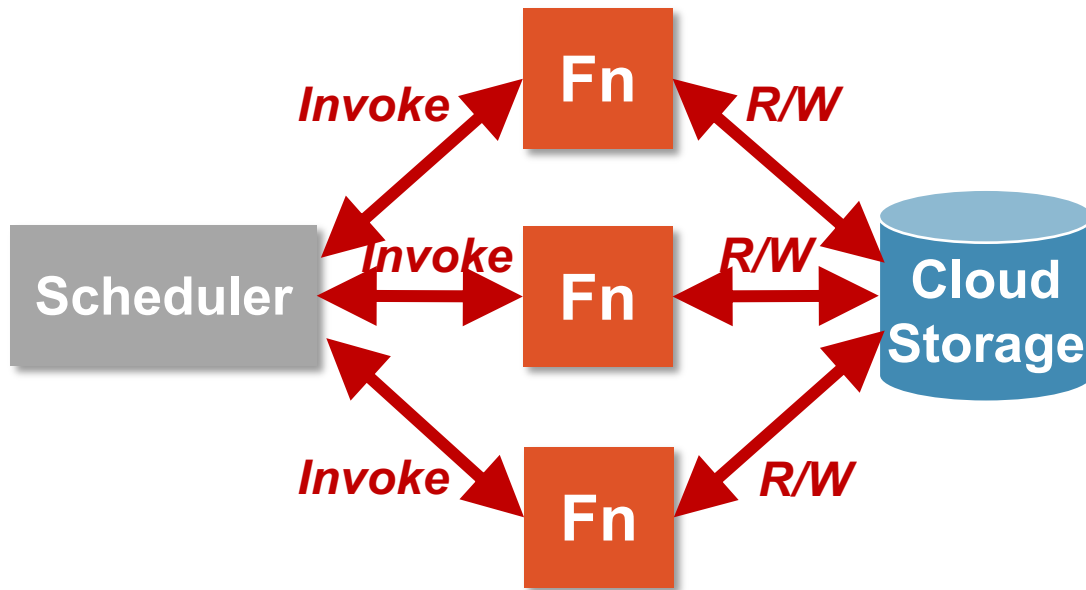 Fn
Invoke
R/W
Invoke
R/W
Scheduler
Fn
Cloud
Storage
Invoke
R/W
Fn